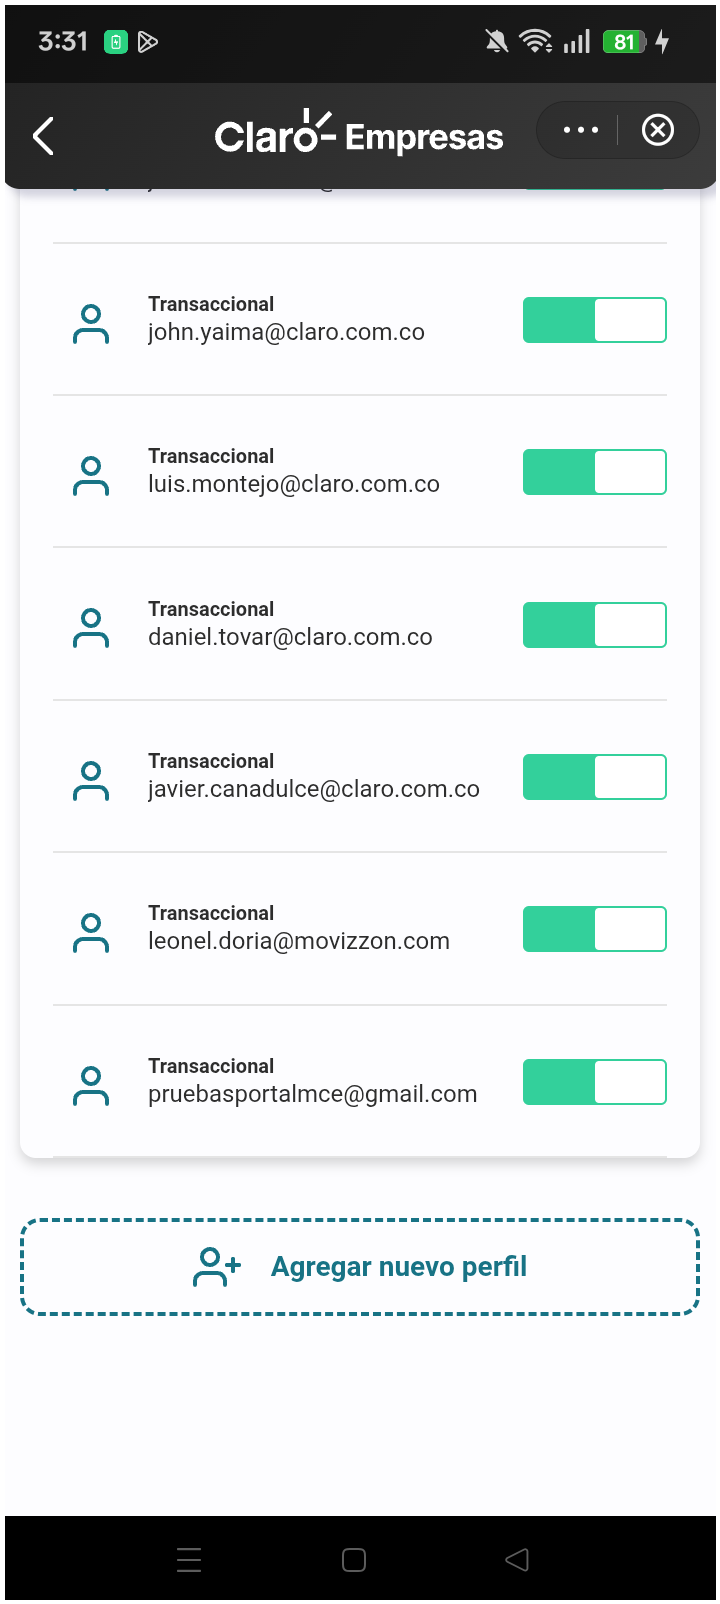 3:31
81
Claro- Empresas
Transaccional
john.yaima@claro.com.co
Transaccional
luis.montejo@claro.com.co
Transaccional
daniel.tovar@claro.com.co
Transaccional
javier.canadulce@claro.com.co
Transaccional
leonel.doria@movizzon.com
Transaccional
pruebasportalmce@gmail.com
Agregar nuevo perfil